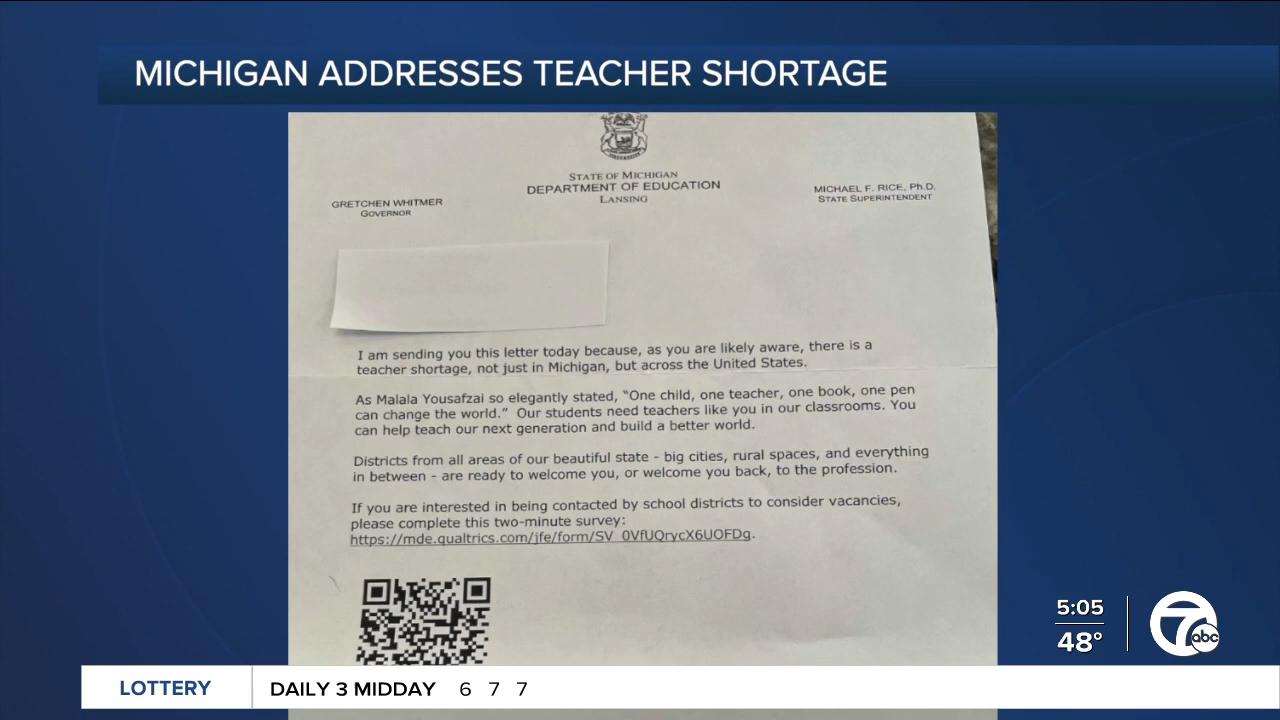 MICHIGAN ADDRESSES TEACHER SHORTAGE
STATE OF MICHIGAN
DEPARTMENT OF EDUCATION
LANSING
GRETCHEN WHITMER
GOVERNOR
MICHAEL F. RICE, Ph.D.
STATE SUPERINTENDENT
I am sending you this letter today because, as you are likely aware, there is a
teacher shortage, not just in Michigan, but across the United States.
As Malala Yousafzai so elegantly stated, “One child, one teacher, one book, one pen
can change the world.” Our students need teachers like you in our classrooms. You
can help teach our next generation and build a better world.
Districts from all areas of our beautiful state - big cities, rural spaces, and everything
in between - are ready to welcome you, or welcome you back, to the profession.
If you are interested in being contacted by school districts to consider vacancies,
please complete this two-minute survey:
https://mde.qualtrics.com/jfe/form/SV_0VfUQrycX6UOFDg.
5:05
48°
7 abc
LOTTERY
DAILY 3 MIDDAY 6 7 7